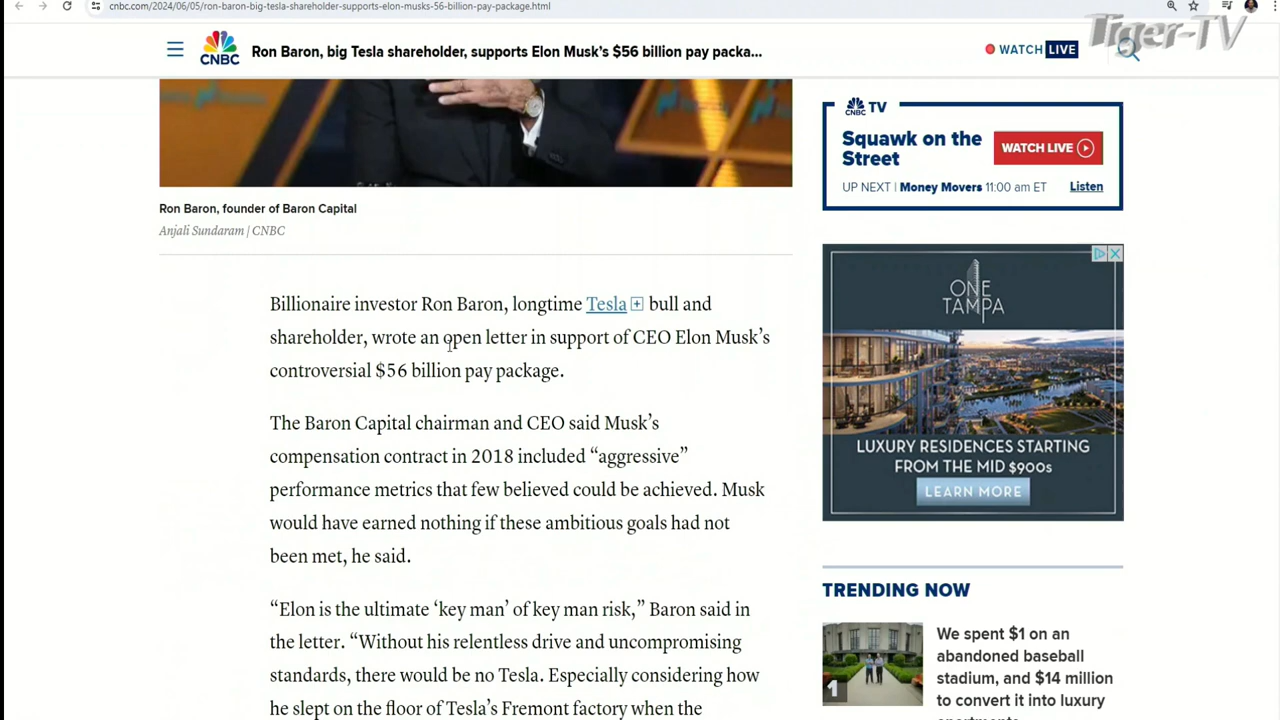 cnbc.com/2024/06/05/ron-baron-big-tesla-shareholder-supports-elon-musks-56-billion-pay-package.html
Tiger-TV
CNBC
Ron Baron, big Tesla shareholder, supports Elon Musk’s $56 billion pay packa...
WATCH LIVE
Ron Baron, founder of Baron Capital
Anjali Sundaram | CNBC
Billionaire investor Ron Baron, longtime Tesla bull and
shareholder, wrote an open letter in support of CEO Elon Musk’s
controversial $56 billion pay package.
The Baron Capital chairman and CEO said Musk’s
compensation contract in 2018 included “aggressive”
performance metrics that few believed could be achieved. Musk
would have earned nothing if these ambitious goals had not
been met, he said.
“Elon is the ultimate ‘key man’ of key man risk,” Baron said in
the letter. “Without his relentless drive and uncompromising
standards, there would be no Tesla. Especially considering how
he slept on the floor of Tesla’s Fremont factory when the
CNBC TV
Squawk on the
Street
WATCH LIVE
UP NEXT | Money Movers 11:00 am ET
Listen
ONE
TAMPA
LUXURY RESIDENCES STARTING
FROM THE MID $900s
LEARN MORE
TRENDING NOW
1
We spent $1 on an
abandoned baseball
stadium, and $14 million
to convert it into luxury